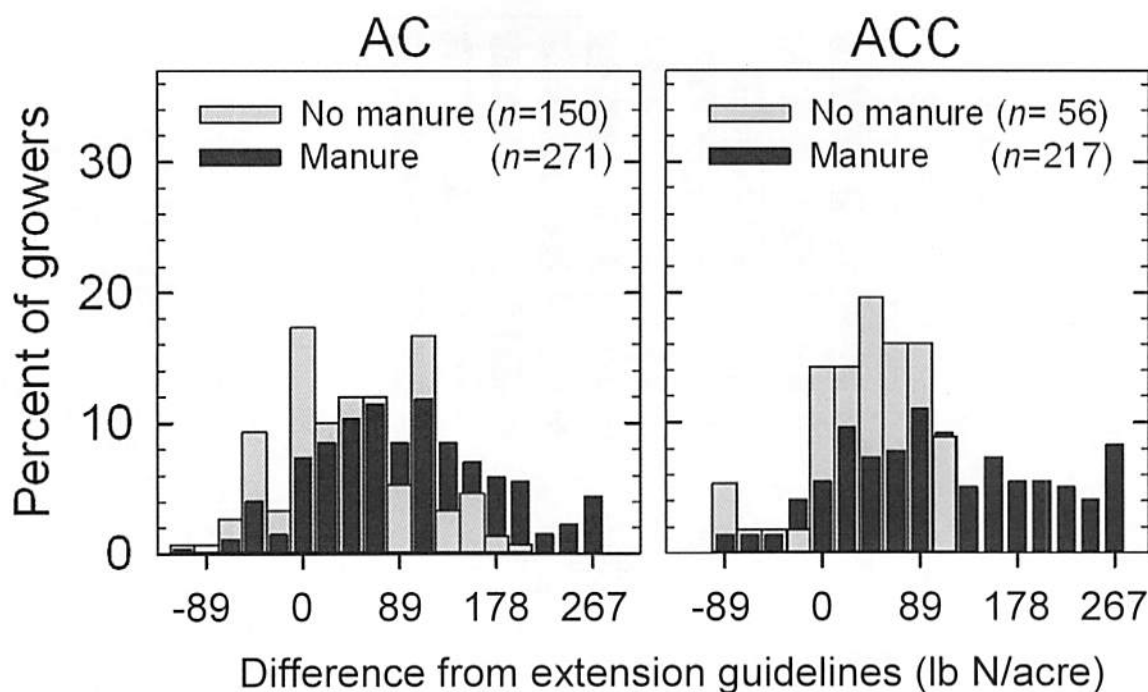 AC
ACC
No manure (n=150)
Manure (n=271)
No manure (n= 56)
Manure (n=217)
Percent of growers
30
20
10
0
-89 0 89 178 267
-89 0 89 178 267
Difference from extension guidelines (lb N/acre)